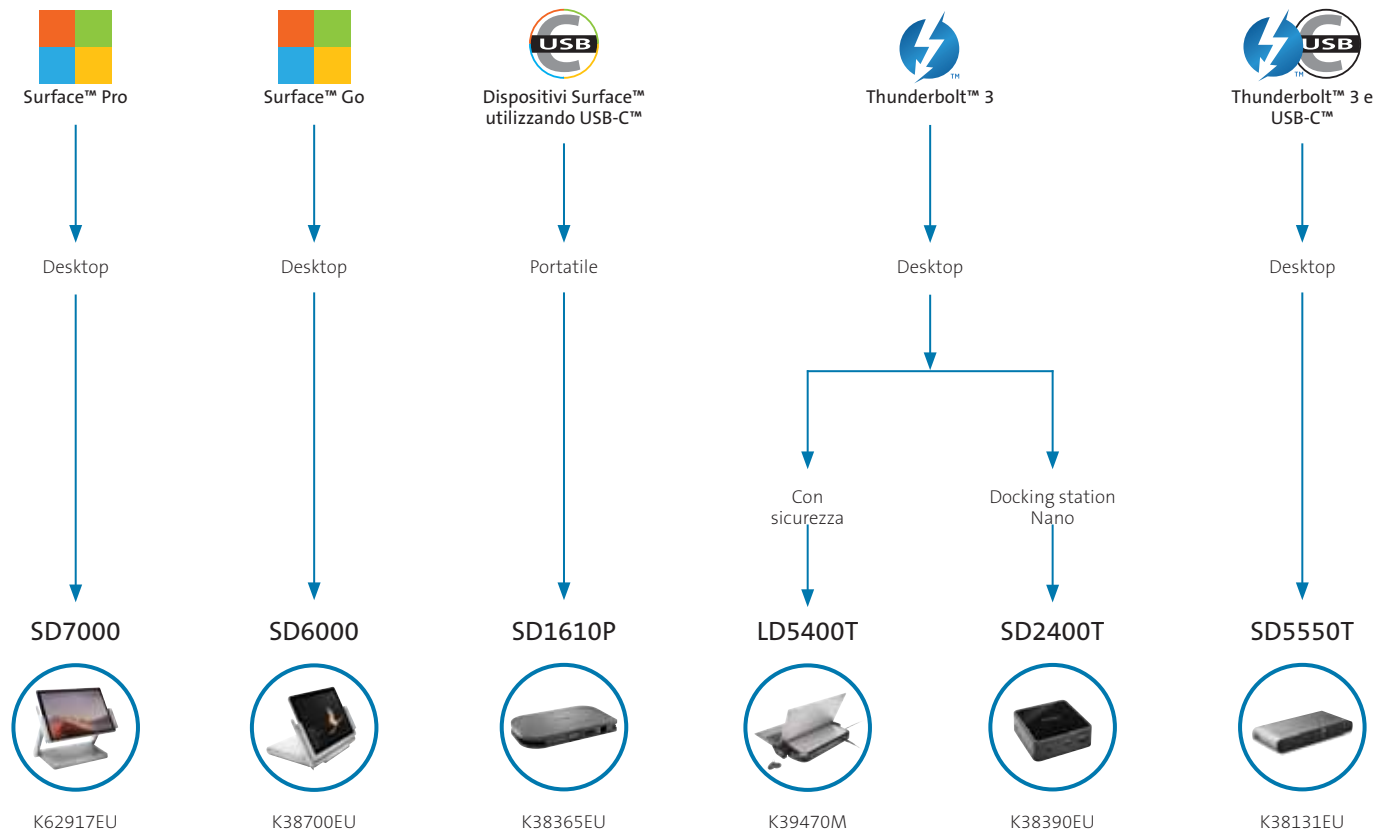 USB
USB
Surface™ Pro
Surface™ Go
Dispositivi Surface™
utilizzando USB-C™
Thunderbolt™ 3
Thunderbolt™ 3 e
USB-C™
Desktop
Desktop
Portatile
Desktop
Desktop
Con
sicurezza
Docking station
Nano
SD7000
SD6000
SD1610P
LD5400T
SD2400T
SD5550T
K62917EU
K38700EU
K38365EU
K39470M
K38390EU
K38131EU